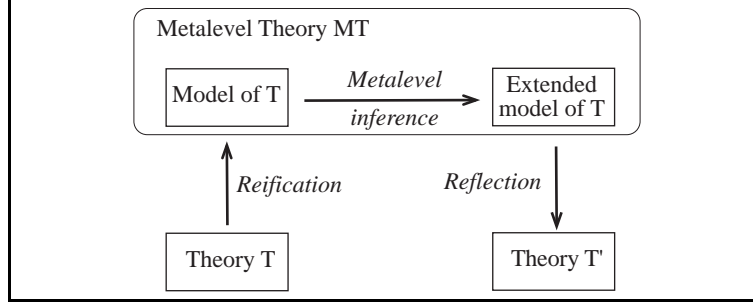 Metalevel Theory MT
Model of T
Metalevel
inference
Extended
model of T
Reification
Reflection
Theory T
Theory T'